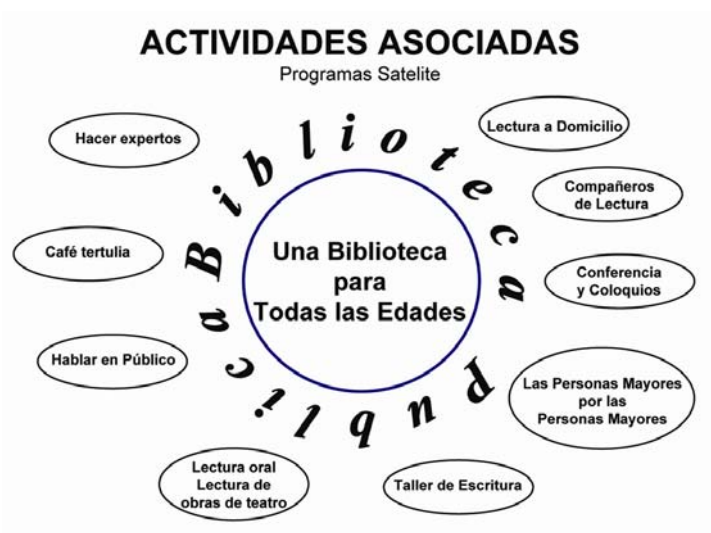 ACTIVIDADES ASOCIADAS
Programas Satelite
Hacer expertos
Lectura a Domicilio
Compañeros
de Lectura
Café tertulia
Conferencia
y Coloquios
Hablar en Público
Las Personas Mayores
por las
Personas Mayores
Lectura oral
Lectura de
obras de teatro
Taller de Escritura
Biblioteca
publica
Una Biblioteca
para
Todas las Edades